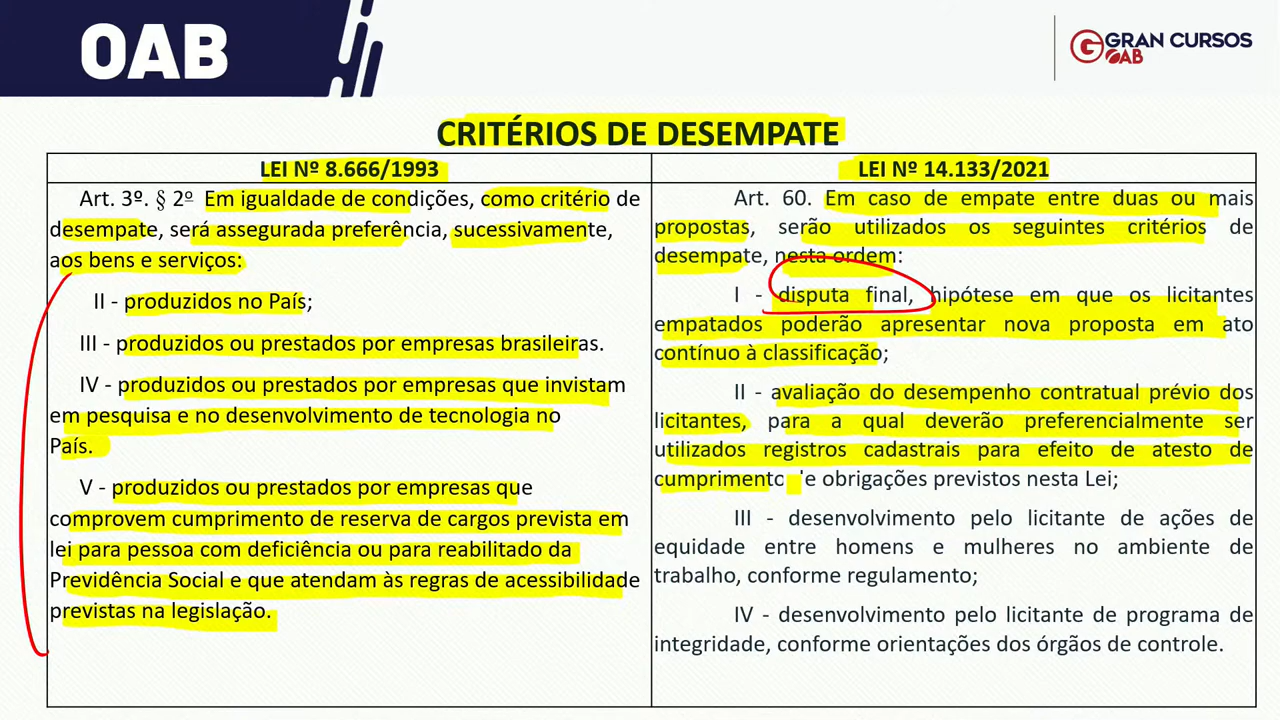 OAB
GRAN CURSOS
OAB
CRITÉRIOS DE DESEMPATE
LEI Nº 8.666/1993
Art. 3º. § 2º Em igualdade de condições, como critério de
desempate, será assegurada preferência, sucessivamente,
aos bens e serviços:
II - produzidos no País;
III - produzidos ou prestados por empresas brasileiras.
IV - produzidos ou prestados por empresas que invistam
em pesquisa e no desenvolvimento de tecnologia no
País.
V - produzidos ou prestados por empresas que
comprovem cumprimento de reserva de cargos prevista em
lei para pessoa com deficiência ou para reabilitado da
Previdência Social e que atendam às regras de acessibilidade
previstas na legislação.
LEI Nº 14.133/2021
Art. 60. Em caso de empate entre duas ou mais
propostas, serão utilizados os seguintes critérios de
desempate, nesta ordem:
I - disputa final, hipótese em que os licitantes
empatados poderão apresentar nova proposta em ato
contínuo à classificação;
II - avaliação do desempenho contratual prévio dos
licitantes, para a qual deverão preferencialmente ser
utilizados registros cadastrais para efeito de atesto de
cumprimento obrigações previstos nesta Lei;
III - desenvolvimento pelo licitante de ações de
equidade entre homens e mulheres no ambiente de
trabalho, conforme regulamento;
IV - desenvolvimento pelo licitante de programa de
integridade, conforme orientações dos órgãos de controle.